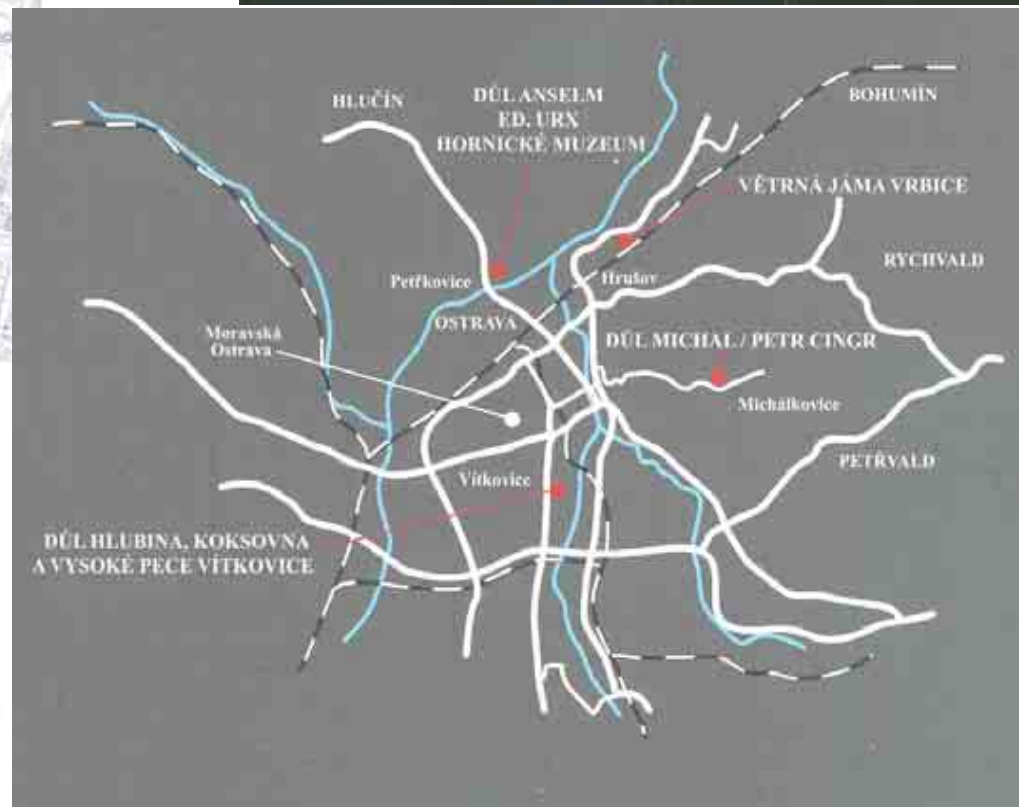 HLUČÍN
DŮL ANSELM
ED. URX
HORNICKÉ MUZEUM
BOHUMÍN
VĚTRNÁ JÁMA VRBICE
Petřkovice
Hrušov
RYCHVALD
OSTRAVA
Moravská
Ostrava
DŮL MICHAL / PETR CINGR
Michálkovice
PETŘVALD
Vítkovice
DŮL HLUBINA, KOKSOVNA
A VYSOKÉ PECE VÍTKOVICE